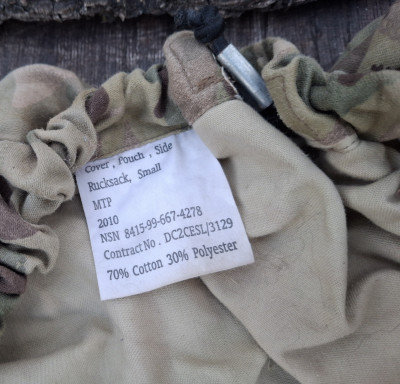 Cover , Pouch , Side
Rucksack, Small
MTP
2010
NSN 8415-99-667-4278
Contract No . DC2CESL/3129
70% Cotton 30% Polyester